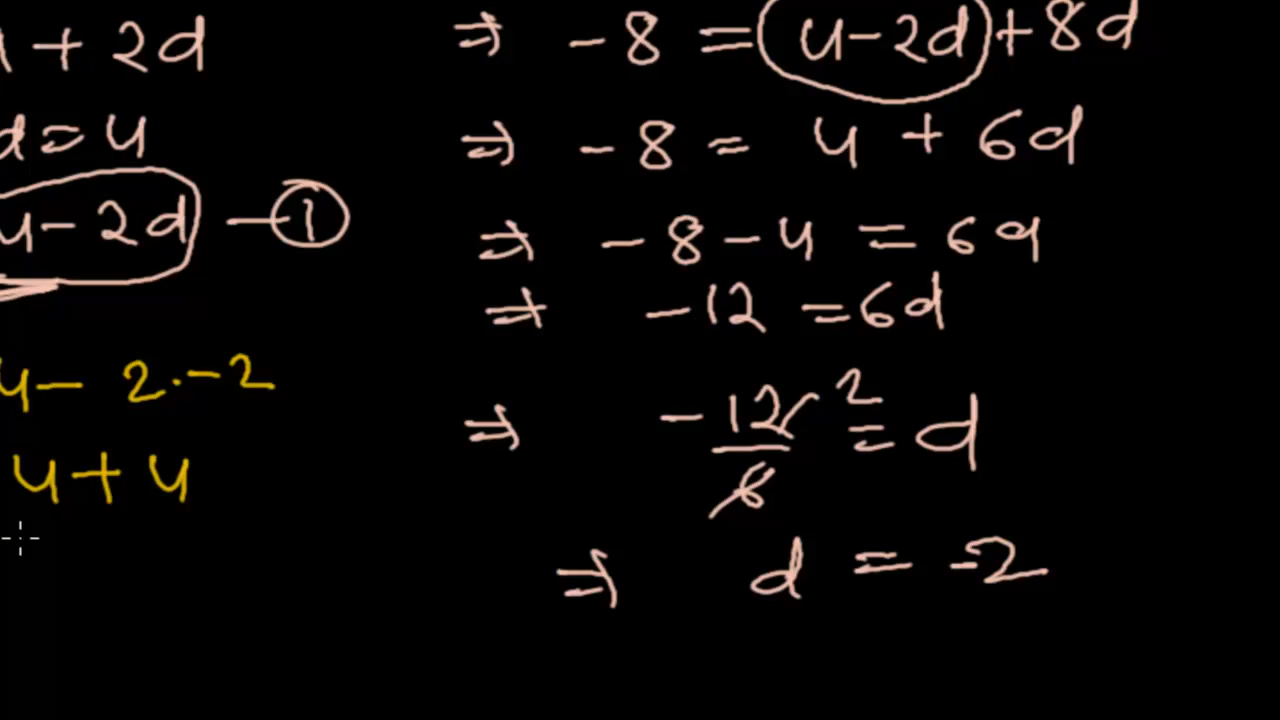 + 2d
d = 4
4 - 2d — ①
4 - 2 · - 2
4 + 4
⇒ - 8 = 4 - 2d + 8d
⇒ - 8 = 4 + 6d
⇒ - 8 - 4 = 6d
⇒ - 12 = 6d
⇒ - 12/6 2 = d
⇒ d = -2